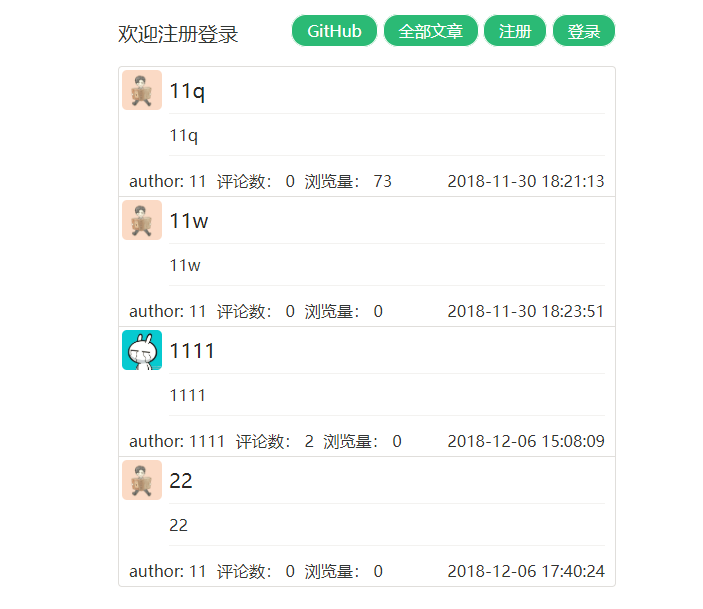 欢迎注册登录 GitHub 全部文章 注册 登录
11q
11q
author: 11 评论数： 0 浏览量： 73 2018-11-30 18:21:13
11w
11w
author: 11 评论数： 0 浏览量： 0 2018-11-30 18:23:51
1111
1111
author: 1111 评论数： 2 浏览量： 0 2018-12-06 15:08:09
22
22
author: 11 评论数： 0 浏览量： 0 2018-12-06 17:40:24